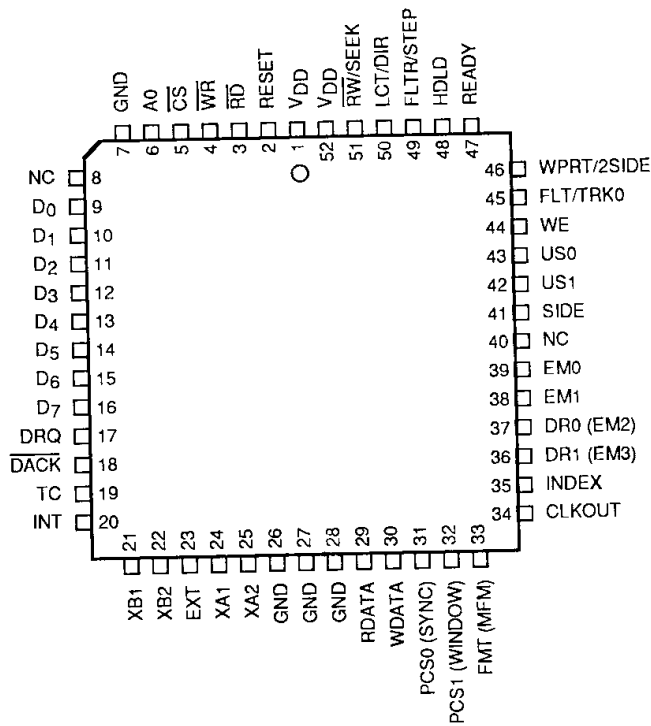 GND
A0
C̅S̅
W̅R̅
R̅D̅
RESET
VDD
VDD
R̅W̅/SEEK
LCT/DIR
FLTR/STEP
HDLD
READY
7 6 5 4 3 2 1 52 51 50 49 48 47
NC 8
D0 9
D1 10
D2 11
D3 12
D4 13
D5 14
D6 15
D7 16
DRQ 17
D̅A̅C̅K̅ 18
TC 19
INT 20
46 WPRT/2SIDE
45 FLT/TRK0
44 WE
43 US0
42 US1
41 SIDE
40 NC
39 EM0
38 EM1
37 DR0 (EM2)
36 DR1 (EM3)
35 INDEX
34 CLKOUT
21 22 23 24 25 26 27 28 29 30 31 32 33
XB1
XB2
EXT
XA1
XA2
GND
GND
GND
RDATA
WDATA
PCS0 (SYNC)
PCS1 (WINDOW)
FMT (MFM)